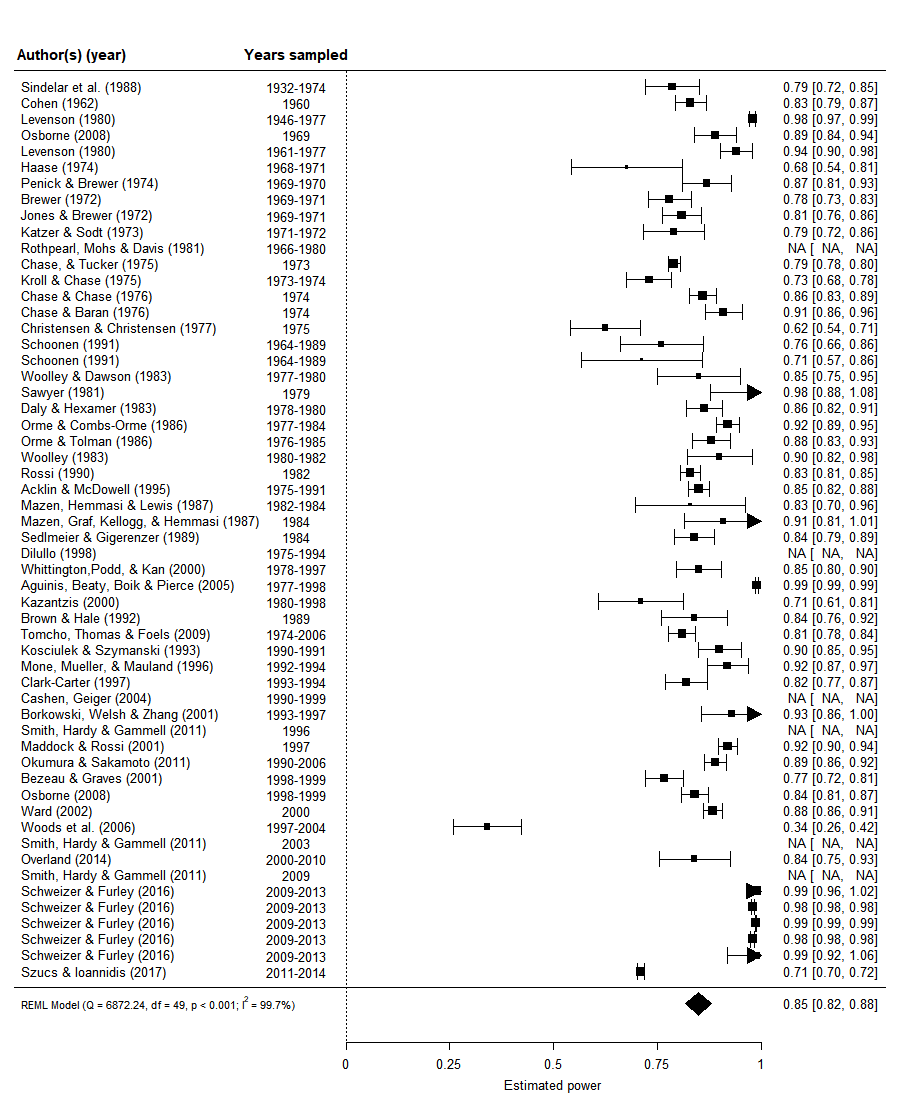 Author(s) (year) Years sampled
Sindelar et al. (1988) 1932-1974 0.79 [0.72, 0.85]
Cohen (1962) 1960 0.83 [0.79, 0.87]
Levenson (1980) 1946-1977 0.98 [0.97, 0.99]
Osborne (2008) 1969 0.89 [0.84, 0.94]
Levenson (1980) 1961-1977 0.94 [0.90, 0.98]
Haase (1974) 1968-1971 0.68 [0.54, 0.81]
Penick & Brewer (1974) 1969-1970 0.87 [0.81, 0.93]
Brewer (1972) 1969-1971 0.78 [0.73, 0.83]
Jones & Brewer (1972) 1969-1971 0.81 [0.76, 0.86]
Katzer & Sodt (1973) 1971-1972 0.79 [0.72, 0.86]
Rothpearl, Mohs & Davis (1981) 1966-1980 NA [ NA, NA]
Chase, & Tucker (1975) 1973 0.79 [0.78, 0.80]
Kroll & Chase (1975) 1973-1974 0.73 [0.68, 0.78]
Chase & Chase (1976) 1974 0.86 [0.83, 0.89]
Chase & Baran (1976) 1974 0.91 [0.86, 0.96]
Christensen & Christensen (1977) 1975 0.62 [0.54, 0.71]
Schoonen (1991) 1964-1989 0.76 [0.66, 0.86]
Schoonen (1991) 1964-1989 0.71 [0.57, 0.86]
Woolley & Dawson (1983) 1977-1980 0.85 [0.75, 0.95]
Sawyer (1981) 1979 0.98 [0.88, 1.08]
Daly & Hexamer (1983) 1978-1980 0.86 [0.82, 0.91]
Orme & Combs-Orme (1986) 1977-1984 0.92 [0.89, 0.95]
Orme & Tolman (1986) 1976-1985 0.88 [0.83, 0.93]
Woolley (1983) 1980-1982 0.90 [0.82, 0.98]
Rossi (1990) 1982 0.83 [0.81, 0.85]
Acklin & McDowell (1995) 1975-1991 0.85 [0.82, 0.88]
Mazen, Hemmasi & Lewis (1987) 1982-1984 0.83 [0.70, 0.96]
Mazen, Graf, Kellogg, & Hemmasi (1987) 1984 0.91 [0.81, 1.01]
Sedlmeier & Gigerenzer (1989) 1984 0.84 [0.79, 0.89]
Dilullo (1998) 1975-1994 NA [ NA, NA]
Whittington,Podd, & Kan (2000) 1978-1997 0.85 [0.80, 0.90]
Aguinis, Beaty, Boik & Pierce (2005) 1977-1998 0.99 [0.99, 0.99]
Kazantzis (2000) 1980-1998 0.71 [0.61, 0.81]
Brown & Hale (1992) 1989 0.84 [0.76, 0.92]
Tomcho, Thomas & Foels (2009) 1974-2006 0.81 [0.78, 0.84]
Kosciulek & Szymanski (1993) 1990-1991 0.90 [0.85, 0.95]
Mone, Mueller, & Mauland (1996) 1992-1994 0.92 [0.87, 0.97]
Clark-Carter (1997) 1993-1994 0.82 [0.77, 0.87]
Cashen, Geiger (2004) 1990-1999 NA [ NA, NA]
Borkowski, Welsh & Zhang (2001) 1993-1997 0.93 [0.86, 1.00]
Smith, Hardy & Gammell (2011) 1996 NA [ NA, NA]
Maddock & Rossi (2001) 1997 0.92 [0.90, 0.94]
Okumura & Sakamoto (2011) 1990-2006 0.89 [0.86, 0.92]
Bezeau & Graves (2001) 1998-1999 0.77 [0.72, 0.81]
Osborne (2008) 1998-1999 0.84 [0.81, 0.87]
Ward (2002) 2000 0.88 [0.86, 0.91]
Woods et al. (2006) 1997-2004 0.34 [0.26, 0.42]
Smith, Hardy & Gammell (2011) 2003 NA [ NA, NA]
Overland (2014) 2000-2010 0.84 [0.75, 0.93]
Smith, Hardy & Gammell (2011) 2009 NA [ NA, NA]
Schweizer & Furley (2016) 2009-2013 0.99 [0.96, 1.02]
Schweizer & Furley (2016) 2009-2013 0.98 [0.98, 0.98]
Schweizer & Furley (2016) 2009-2013 0.99 [0.99, 0.99]
Schweizer & Furley (2016) 2009-2013 0.98 [0.98, 0.98]
Schweizer & Furley (2016) 2009-2013 0.99 [0.92, 1.06]
Szucs & Ioannidis (2017) 2011-2014 0.71 [0.70, 0.72]
REML Model (Q = 6872.24, df = 49, p < 0.001; I² = 99.7%) 0.85 [0.82, 0.88]
0 0.25 0.5 0.75 1
Estimated power